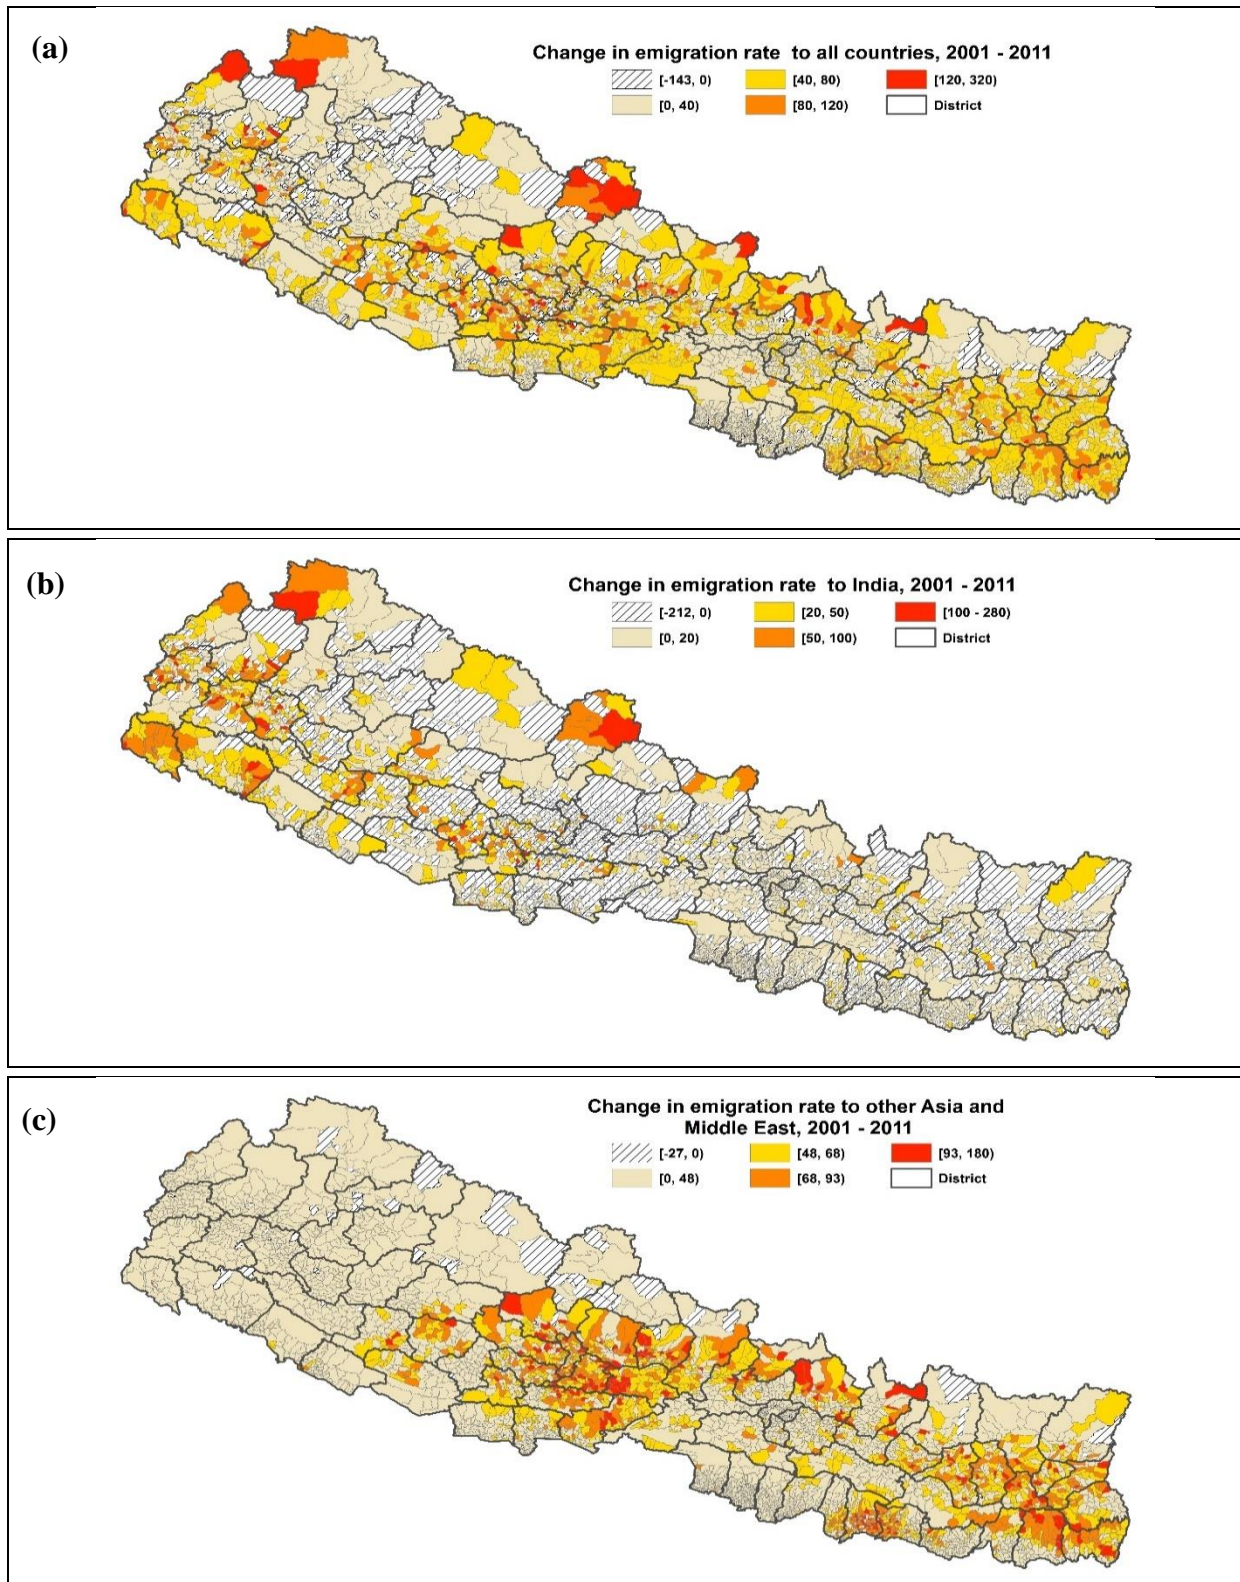 (a)
Change in emigration rate to all countries, 2001 - 2011
[-143, 0) [40, 80) [120, 320)
[0, 40) [80, 120) District
(b)
Change in emigration rate to India, 2001 - 2011
[-212, 0) [20, 50) [100 - 280)
[0, 20) [50, 100) District
(c)
Change in emigration rate to other Asia and
Middle East, 2001 - 2011
[-27, 0) [48, 68) [93, 180)
[0, 48) [68, 93) District